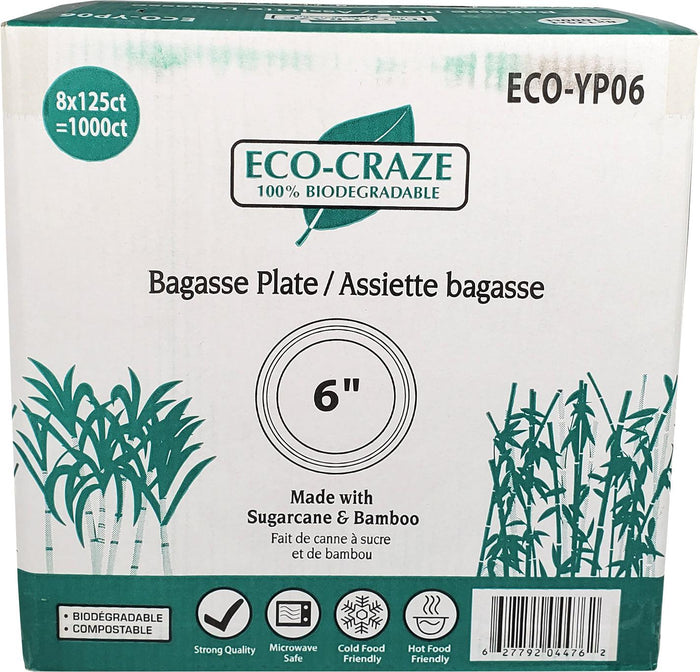 8x125ct
=1000ct
ECO-YP06
ECO-CRAZE
100% BIODEGRADABLE
Bagasse Plate / Assiette bagasse
6"
Made with
Sugarcane & Bamboo
Fait de canne à sucre
et de bambou
• BIODÉGRADABLE
• COMPOSTABLE
Strong Quality
Microwave
Safe
Cold Food
Friendly
Hot Food
Friendly
6 27792 04476 2